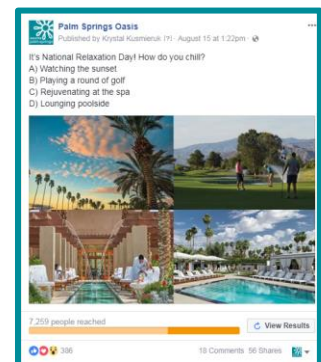 Palm Springs Oasis
Published by Krystal Kusmieruk [?] · August 15 at 1:22pm ·
It's National Relaxation Day! How do you chill?
A) Watching the sunset
B) Playing a round of golf
C) Rejuvenating at the spa
D) Lounging poolside
7,259 people reached
View Results
396
18 Comments 56 Shares